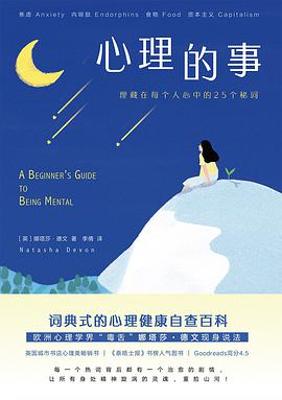 焦虑 Anxiety 内啡肽 Endorphins 食物 Food 资本主义 Capitalism
心理的事
埋藏在每个人心中的25个秘词
A BEGINNER'S GUIDE
TO
BEING MENTAL
[英] 娜塔莎·德文 著 李倩 译
Natasha Devon
词典式的心理健康自查百科
欧洲心理学界“毒舌”娜塔莎·德文现身说法
英国城市书店心理类畅销书 | 《泰晤士报》书榜人气图书 | Goodreads高分4.5
每一个热词背后都有一个治愈的剧情，
让所有身处精神旋涡的灵魂，重拾山河！